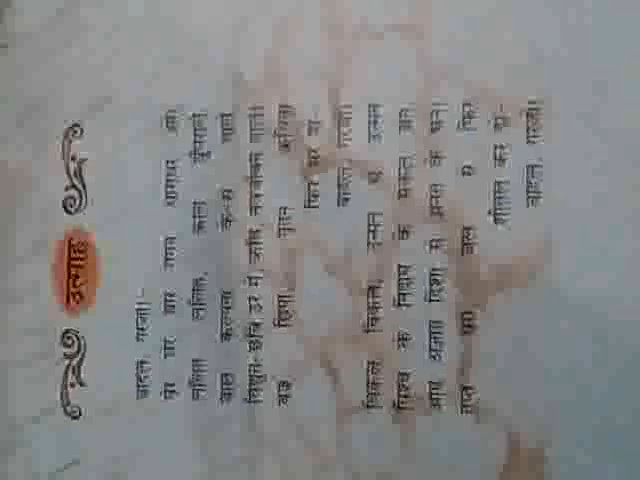 उत्साह
बादल, गरजो!-
घेर घेर घोर गगन, धाराधर ओ!
ललित ललित, काले घुँघराले,
बाल कल्पना के-से पाले,
विद्युत-छबि उर में, कवि, नवजीवन वाले!
वज्र छिपा, नूतन कविता
फिर भर दो-
बादल, गरजो!
विकल विकल, उन्मन थे उन्मन
विश्व के निदाघ के सकल जन,
आए अज्ञात दिशा से अनंत के घन!
तप्त धरा, जल से फिर
शीतल कर दो-
बादल, गरजो!